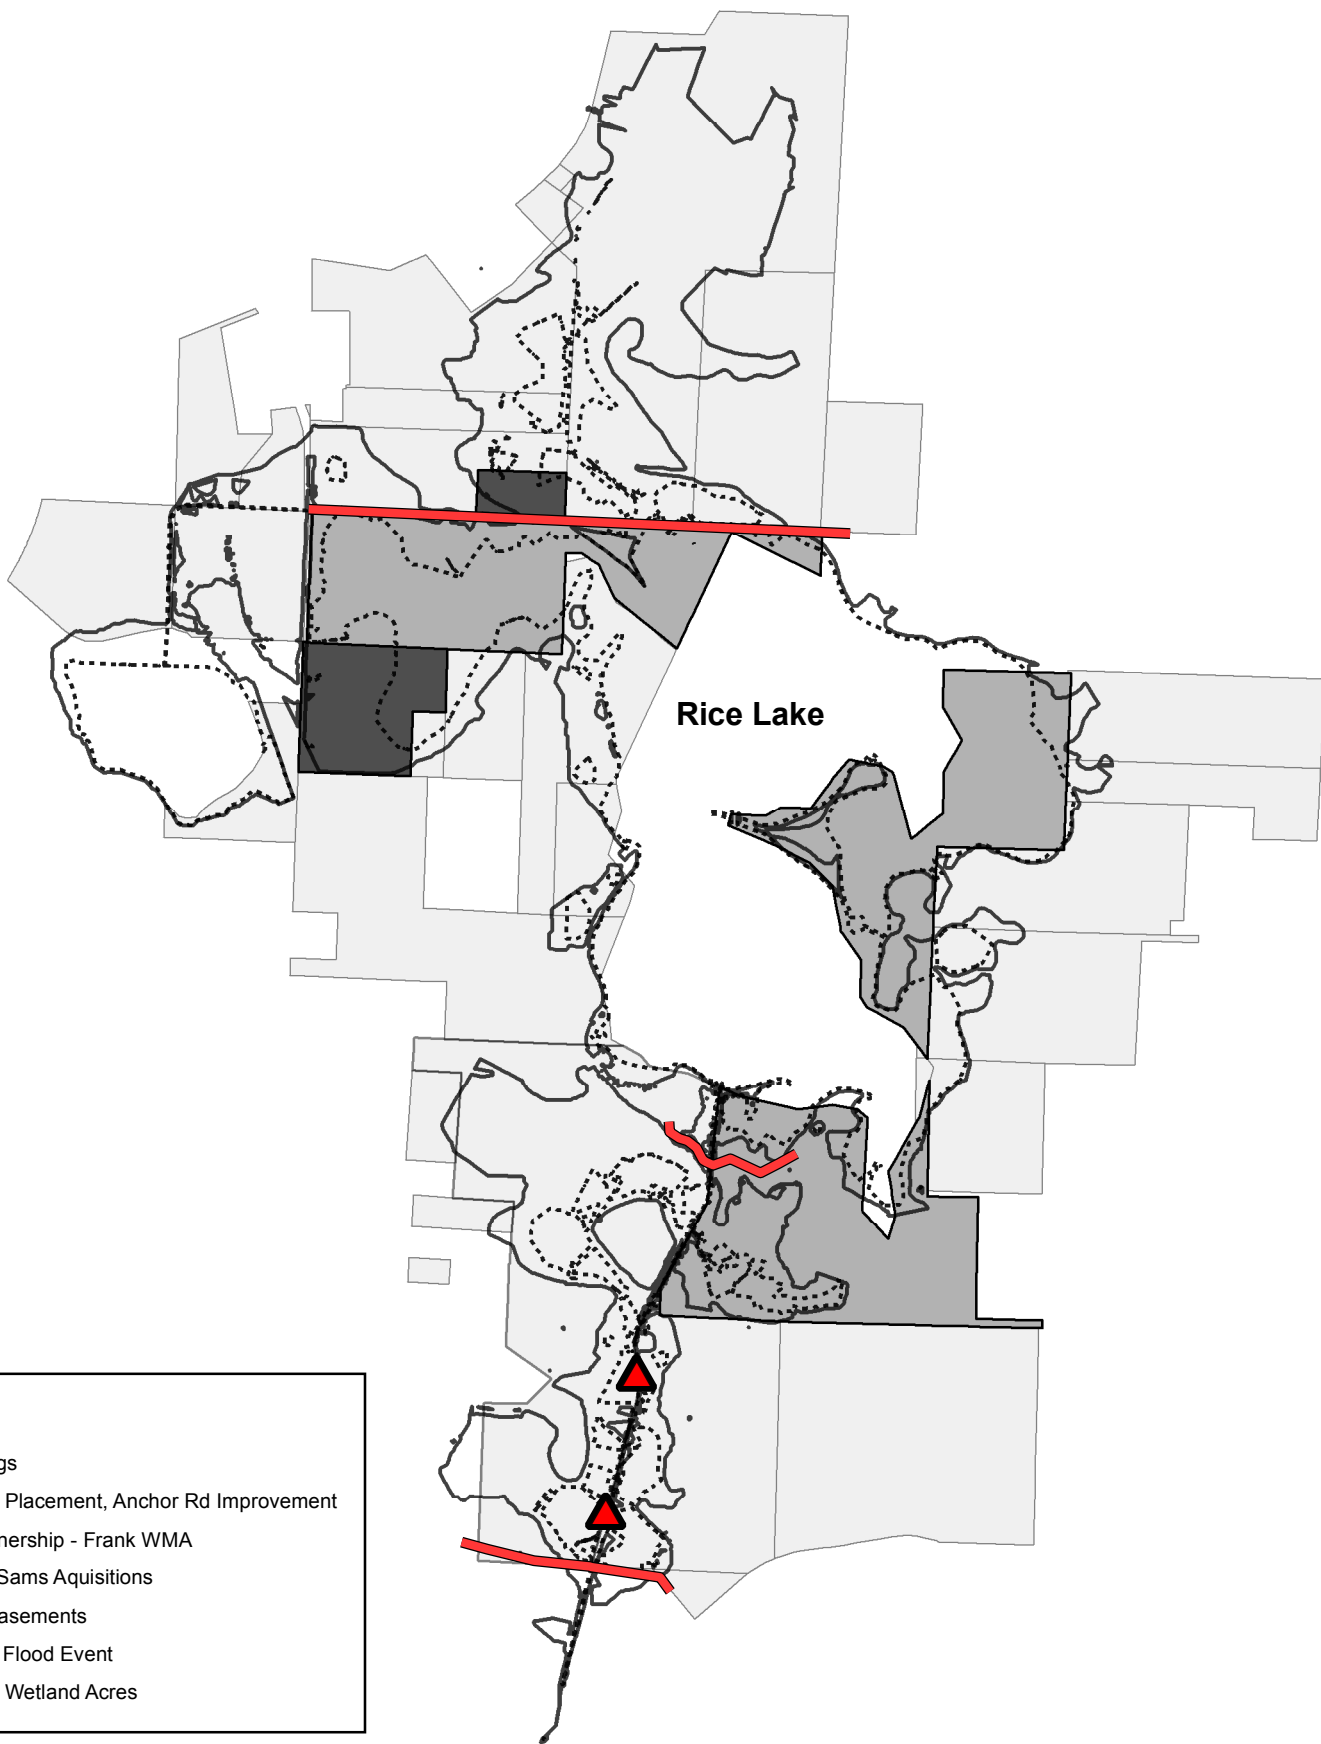 Rice Lake
gs
Placement, Anchor Rd Improvement
nership - Frank WMA
Sams Aquisitions
asements
Flood Event
Wetland Acres